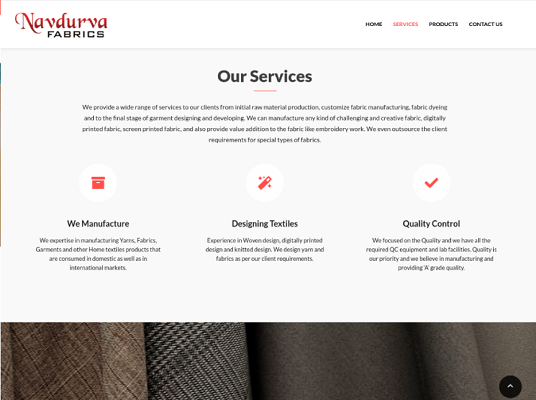 Navdurva
FABRICS
HOME SERVICES PRODUCTS CONTACT US
Our Services
We provide a wide range of services to our clients from initial raw material production, customize fabric manufacturing, fabric dyeing
and to the final stage of garment designing and developing. We can manufacture any kind of challenging and creative fabric, digitally
printed fabric, screen printed fabric, and also provide value addition to the fabric like embroidery work. We even outsource the client
requirements for special types of fabrics.
We Manufacture
We expertise in manufacturing Yarns, Fabrics,
Garments and other Home textiles products that
are consumed in domestic as well as in
international markets.
Designing Textiles
Experience in Woven design, digitally printed
design and knitted design. We design yarn and
fabrics as per our client requirements.
Quality Control
We focused on the Quality and we have all the
required QC equipment and lab facilities. Quality is
our priority and we believe in manufacturing and
providing 'A' grade quality.